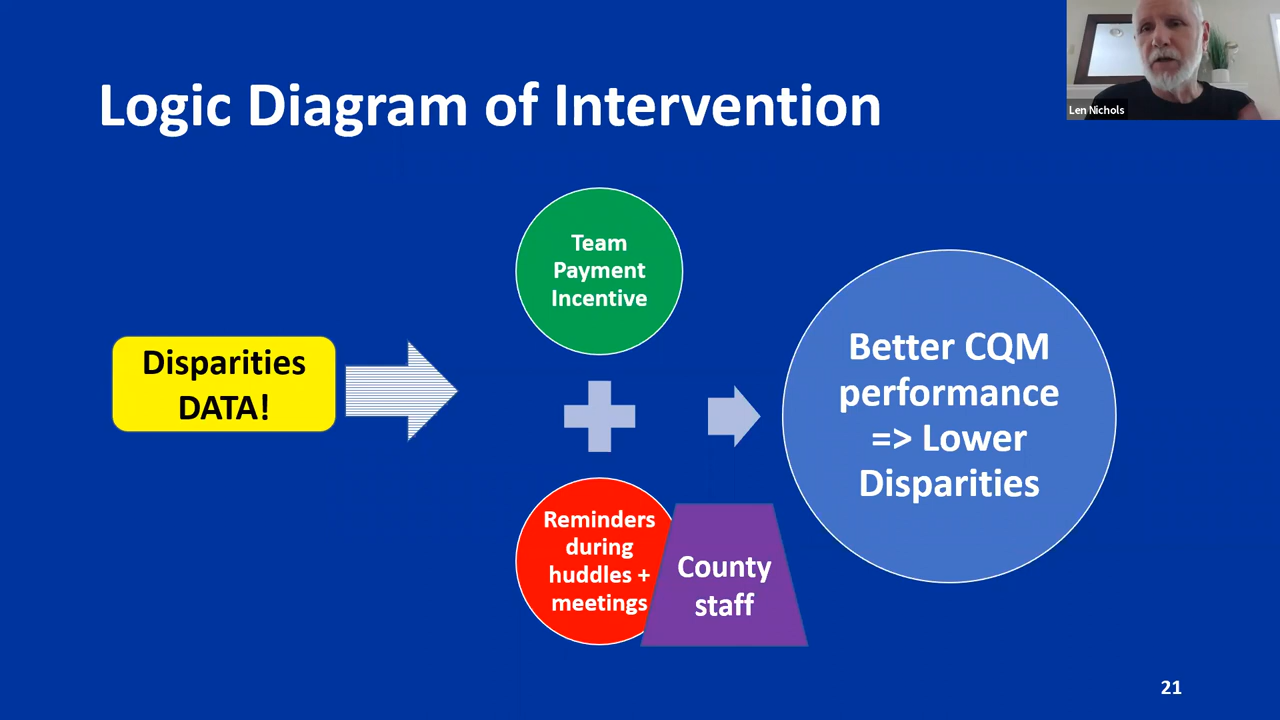 Logic Diagram of Intervention
Len Nichols
Team
Payment
Incentive
Disparities
DATA!
Better CQM
performance
=> Lower
Disparities
Reminders
during
huddles +
meetings
County
staff
21